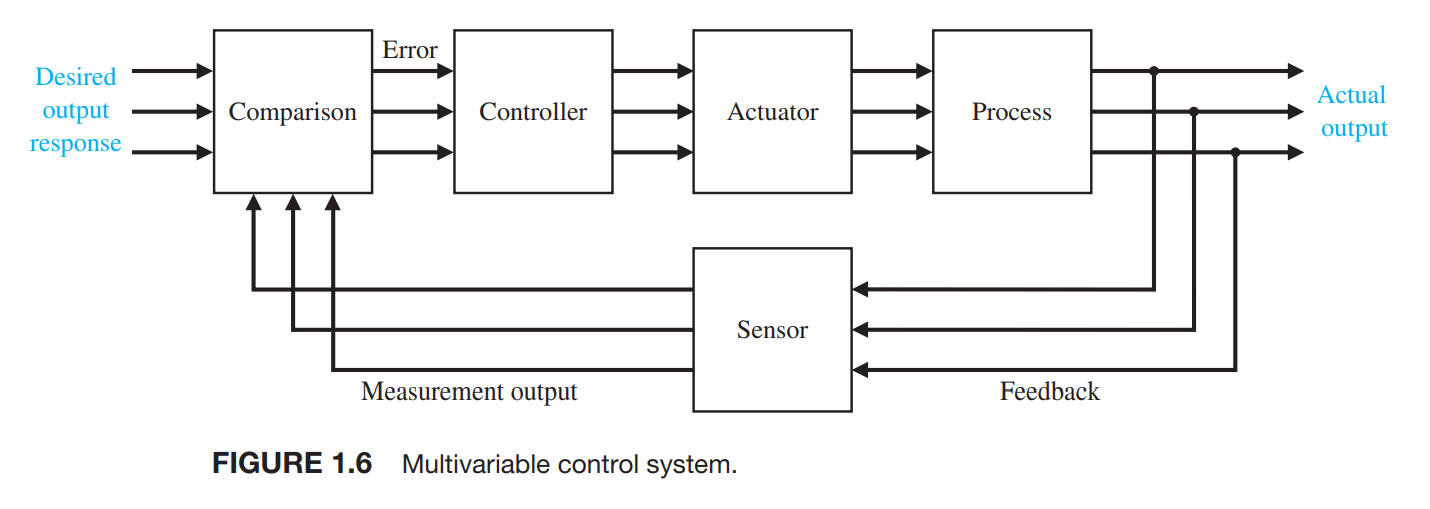 Desired
output
response
Comparison
Error
Controller
Actuator
Process
Actual
output
Sensor
Measurement output
Feedback
FIGURE 1.6 Multivariable control system.